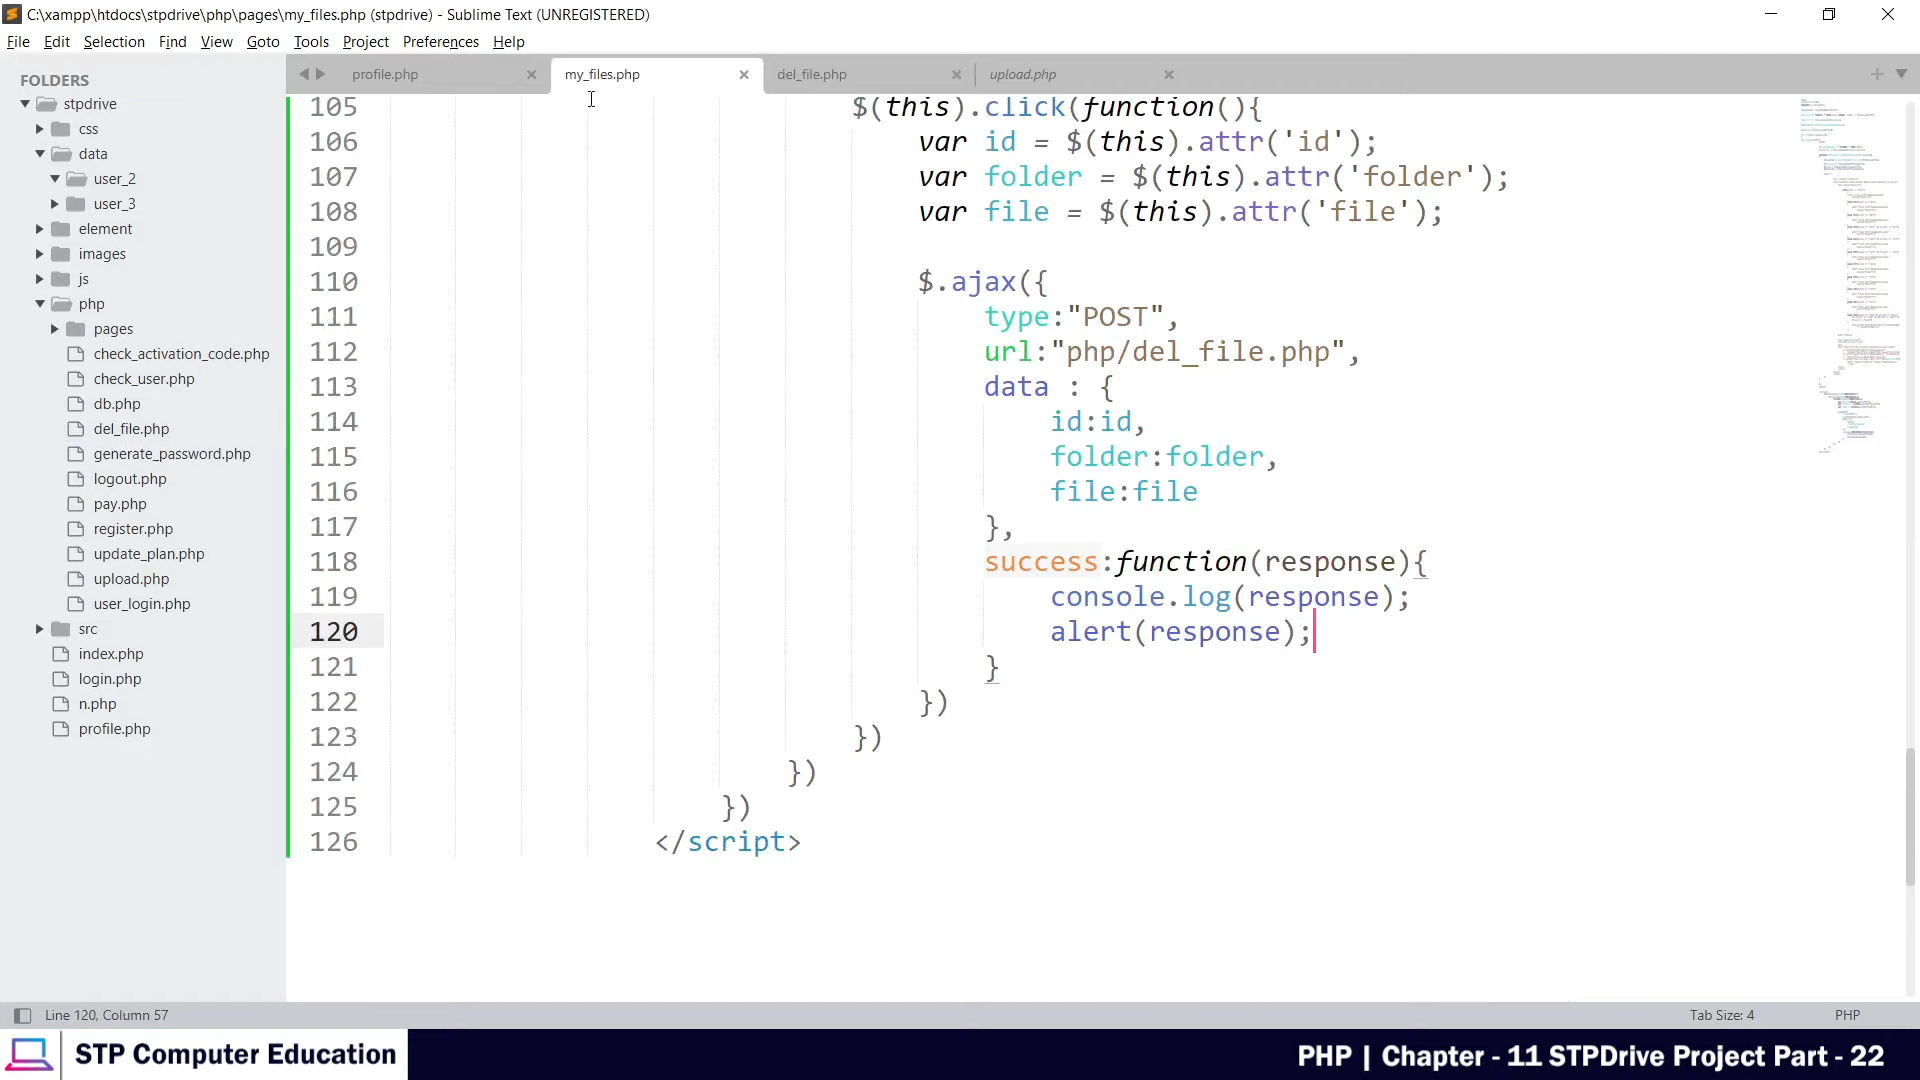 C:\xampp\htdocs\stpdrive\php\pages\my_files.php (stpdrive) - Sublime Text (UNREGISTERED)
File Edit Selection Find View Goto Tools Project Preferences Help
FOLDERS
stpdrive
css
data
user_2
user_3
element
images
js
php
pages
check_activation_code.php
check_user.php
db.php
del_file.php
generate_password.php
logout.php
pay.php
register.php
update_plan.php
upload.php
user_login.php
src
index.php
login.php
n.php
profile.php
profile.php my_files.php del_file.php upload.php
105 $(this).click(function(){
106 var id = $(this).attr('id');
107 var folder = $(this).attr('folder');
108 var file = $(this).attr('file');
109
110 $.ajax({
111 type:"POST",
112 url:"php/del_file.php",
113 data : {
114 id:id,
115 folder:folder,
116 file:file
117 },
118 success:function(response){
119 console.log(response);
120 alert(response);
121 }
122 })
123 })
124 })
125 })
126 </script>
Line 120, Column 57
Tab Size: 4 PHP
STP Computer Education
PHP | Chapter - 11 STPDrive Project Part - 22